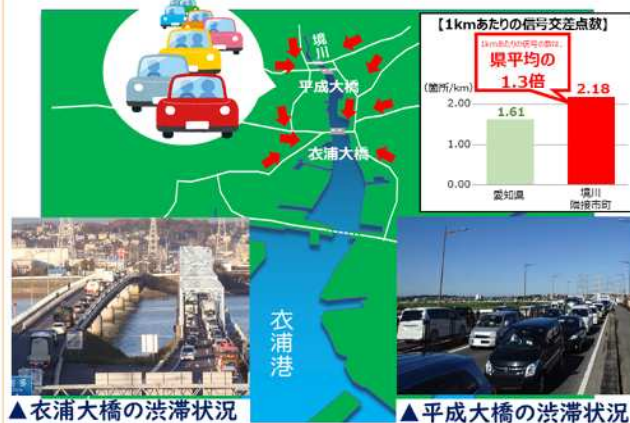 【1kmあたりの信号交差点数】
1kmあたりの信号の数は、
県平均の
1.3倍
(箇所/km)
2.00
1.00
0.00
1.61
2.18
愛知県
境川
隣接市町
境川
平成大橋
衣浦大橋
衣浦港
▲衣浦大橋の渋滞状況
▲平成大橋の渋滞状況